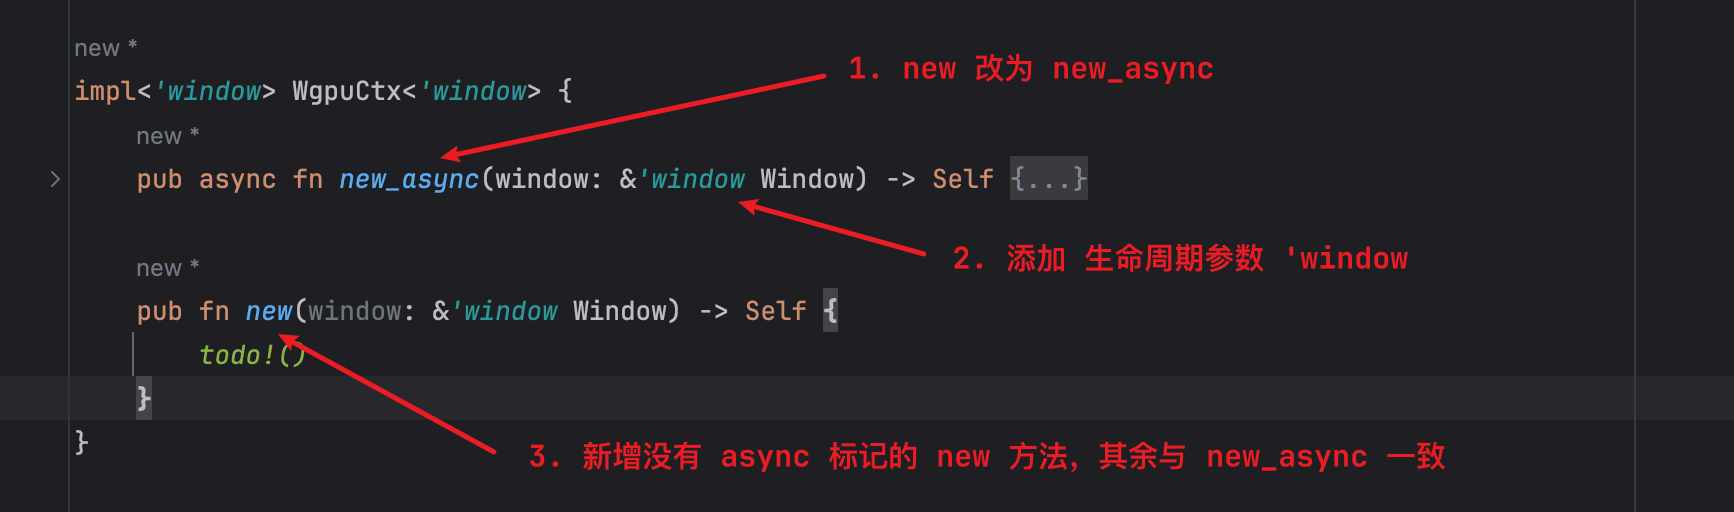 new *
1. new 改为 new_async
impl<'window> WgpuCtx<'window> {
new *
pub async fn new_async(window: &'window Window) -> Self {...}
2. 添加 生命周期参数 'window
new *
pub fn new(window: &'window Window) -> Self {
todo!()
}
}
3. 新增没有 async 标记的 new 方法，其余与 new_async 一致